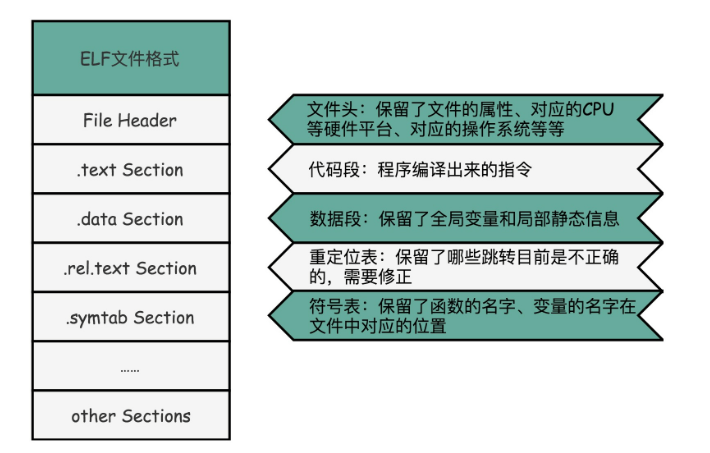 ELF文件格式
File Header
文件头：保留了文件的属性、对应的CPU
等硬件平台、对应的操作系统等等
.text Section
代码段：程序编译出来的指令
.data Section
数据段：保留了全局变量和局部静态信息
.rel.text Section
重定位表：保留了哪些跳转目前是不正确
的，需要修正
.symtab Section
符号表：保留了函数的名字、变量的名字在
文件中对应的位置
……
other Sections